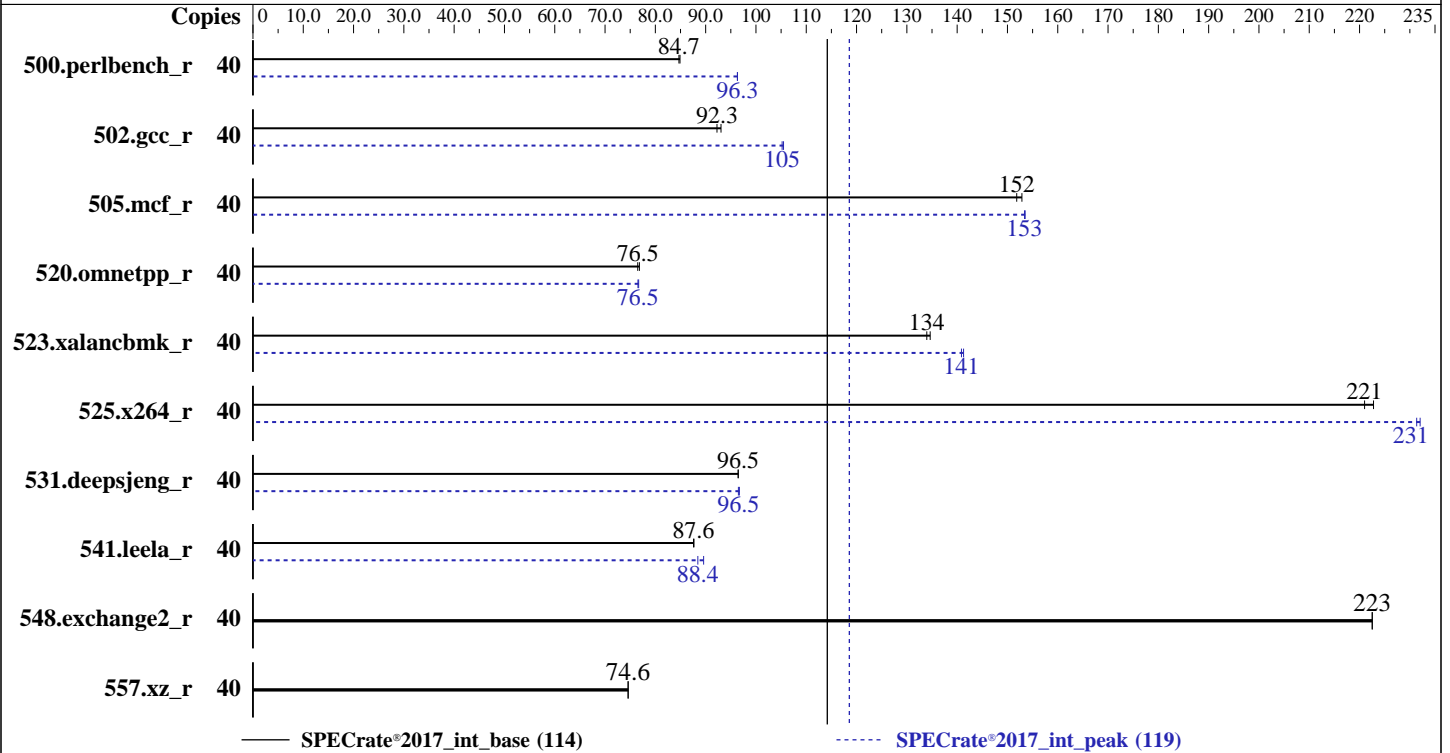 Copies 0 10.0 20.0 30.0 40.0 50.0 60.0 70.0 80.0 90.0 100 110 120 130 140 150 160 170 180 190 200 210 220 235
84.7
500.perlbench_r 40
96.3
92.3
502.gcc_r 40
105
152
505.mcf_r 40
153
76.5
520.omnetpp_r 40
76.5
134
523.xalancbmk_r 40
141
221
525.x264_r 40
231
96.5
531.deepsjeng_r 40
96.5
87.6
541.leela_r 40
88.4
223
548.exchange2_r 40
74.6
557.xz_r 40
SPECrate®2017_int_base (114) SPECrate®2017_int_peak (119)